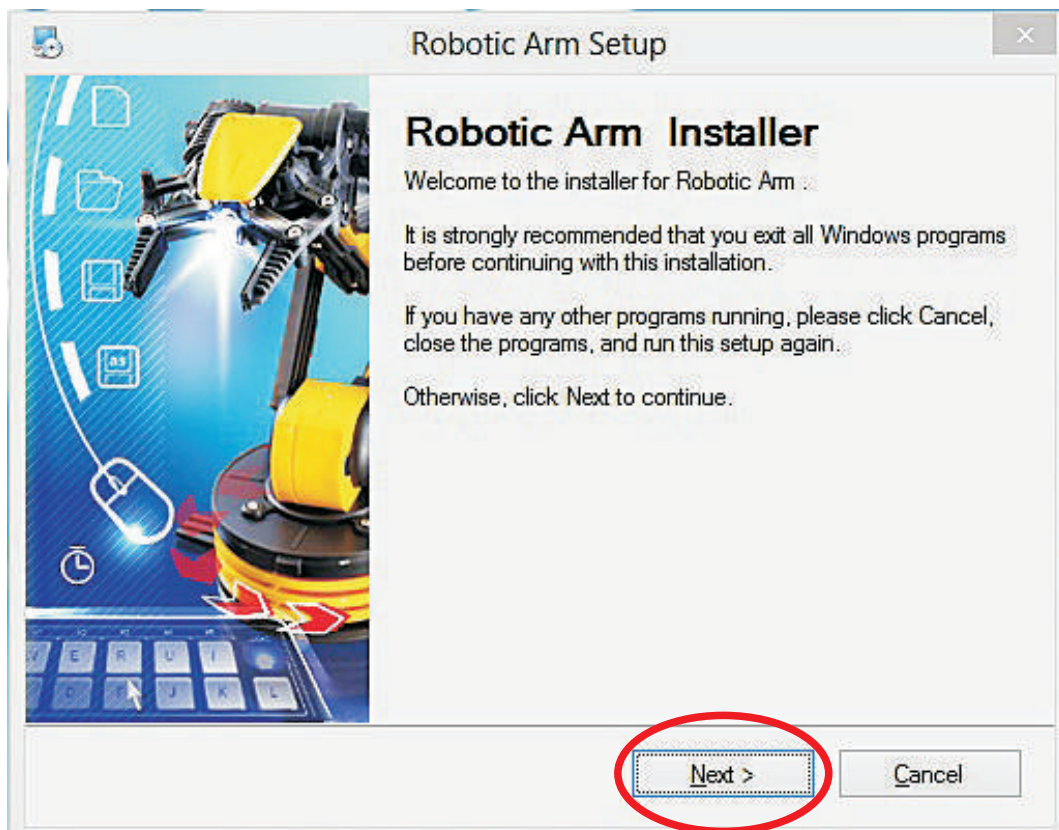 Robotic Arm Setup
Robotic Arm Installer
Welcome to the installer for Robotic Arm .
It is strongly recommended that you exit all Windows programs
before continuing with this installation.
If you have any other programs running, please click Cancel,
close the programs, and run this setup again.
Otherwise, click Next to continue.
as
E R U I
D F J K L
Next >
Cancel